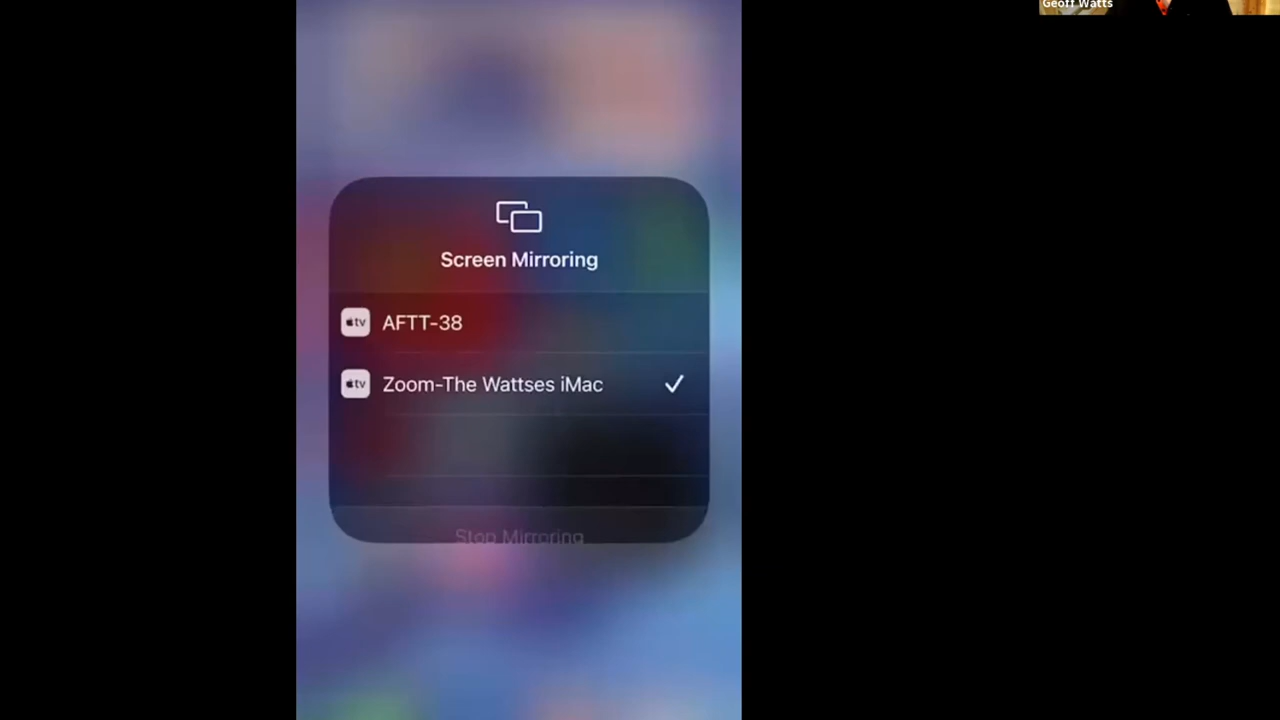 Geoff Watts
Screen Mirroring
tv AFTT-38
tv Zoom-The Wattses iMac
Stop Mirroring